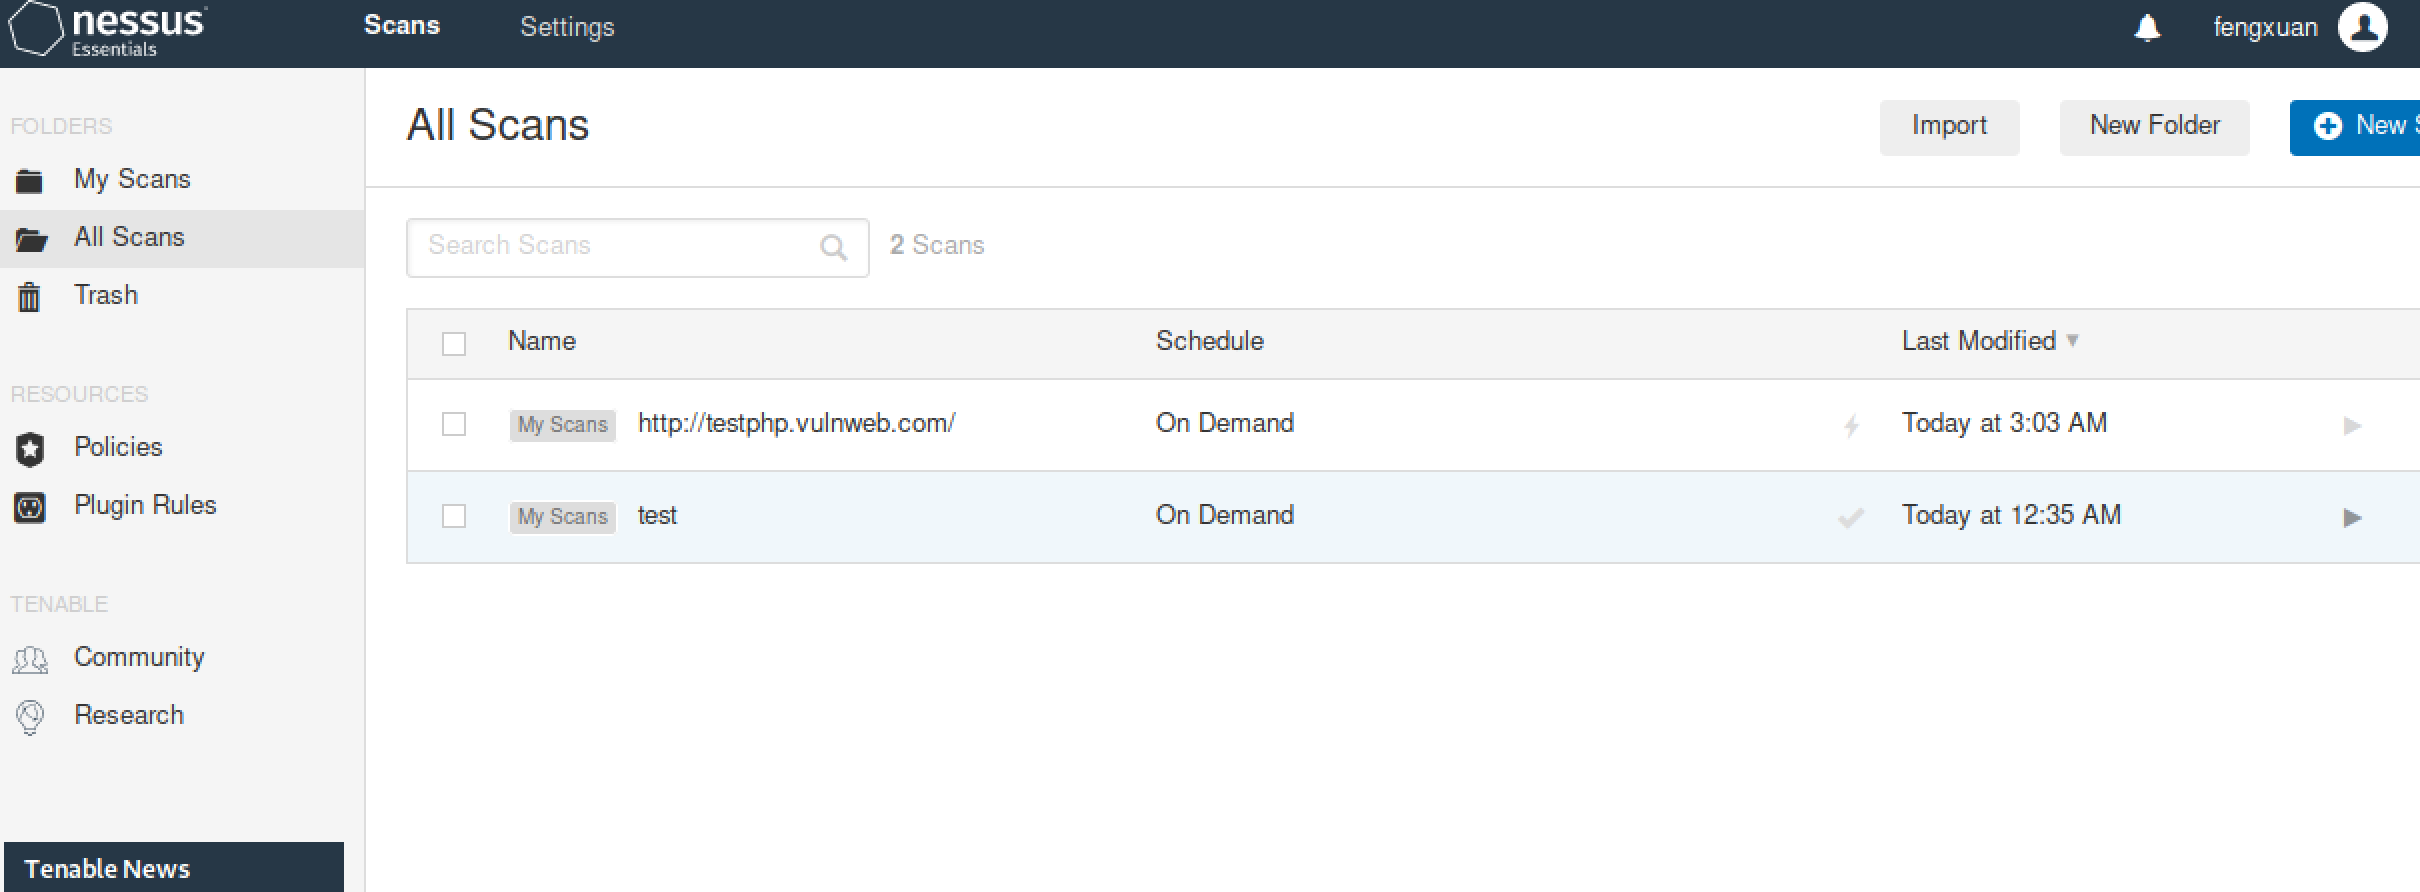 nessus
Essentials
Scans
Settings
fengxuan
FOLDERS
My Scans
All Scans
Trash
RESOURCES
Policies
Plugin Rules
TENABLE
Community
Research
Tenable News
All Scans
Import
New Folder
New
Search Scans
2 Scans
Name Schedule Last Modified
My Scans http://testphp.vulnweb.com/ On Demand Today at 3:03 AM
My Scans test On Demand Today at 12:35 AM